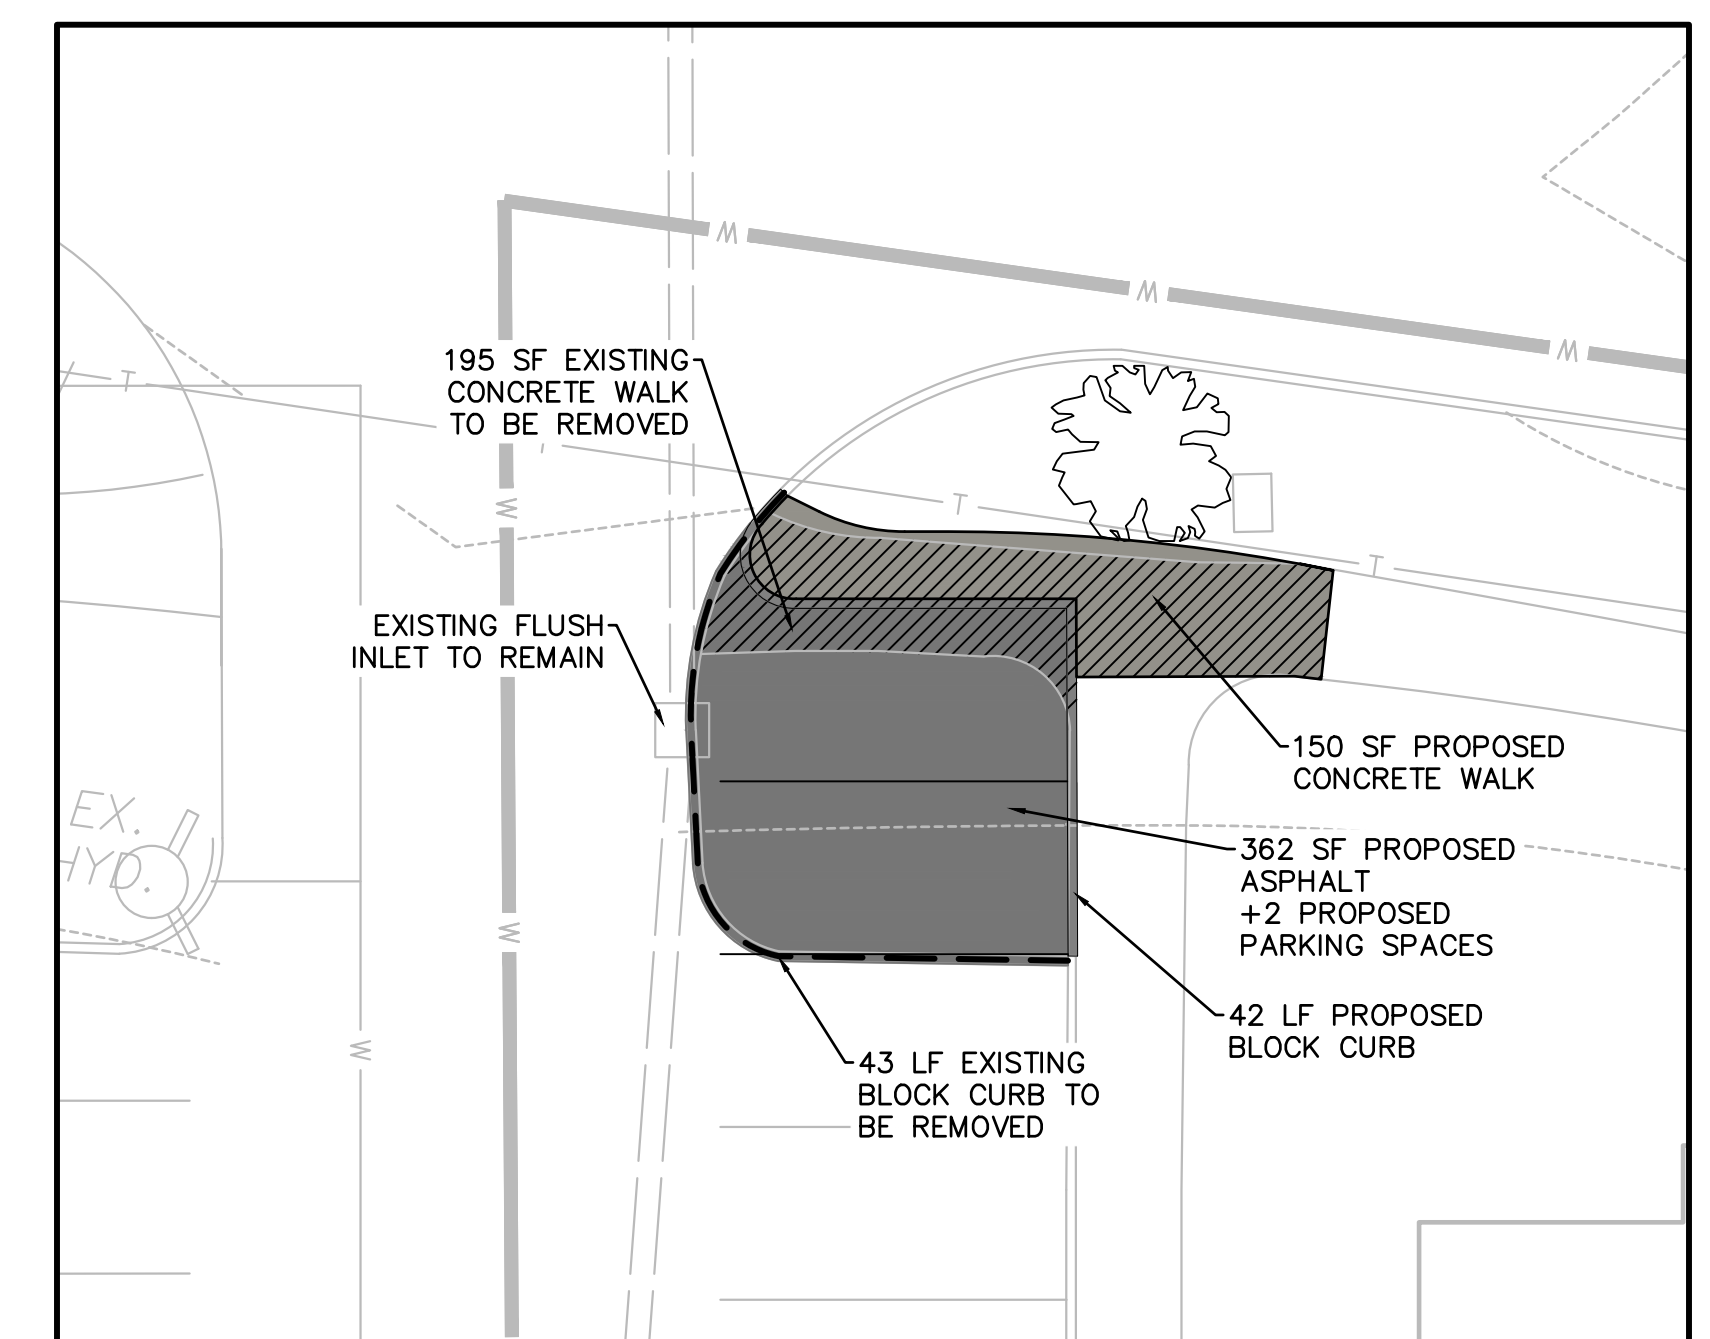 W
W
W
195 SF EXISTING
CONCRETE WALK
TO BE REMOVED
T
T
T
W
EXISTING FLUSH
INLET TO REMAIN
150 SF PROPOSED
CONCRETE WALK
EX.
HYD.
362 SF PROPOSED
ASPHALT
+2 PROPOSED
PARKING SPACES
W
42 LF PROPOSED
BLOCK CURB
W
43 LF EXISTING
BLOCK CURB TO
BE REMOVED